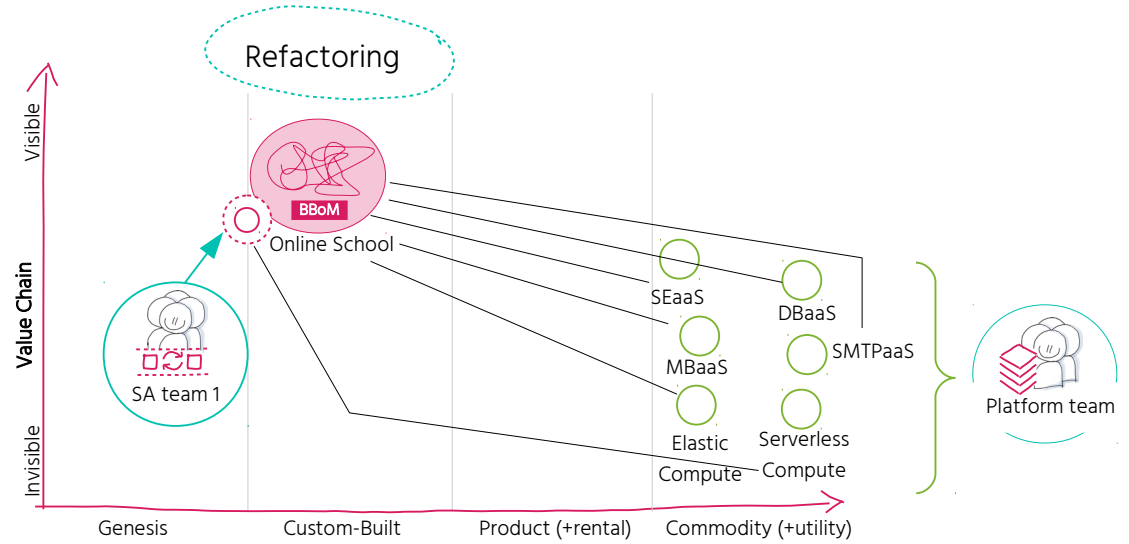 Refactoring
Visible
Value Chain
Invisible
BBoM
Online School
SA team 1
SEaaS
DBaaS
MBaaS
SMTPaaS
Elastic
Compute
Serverless
Compute
Platform team
Genesis
Custom-Built
Product (+rental)
Commodity (+utility)